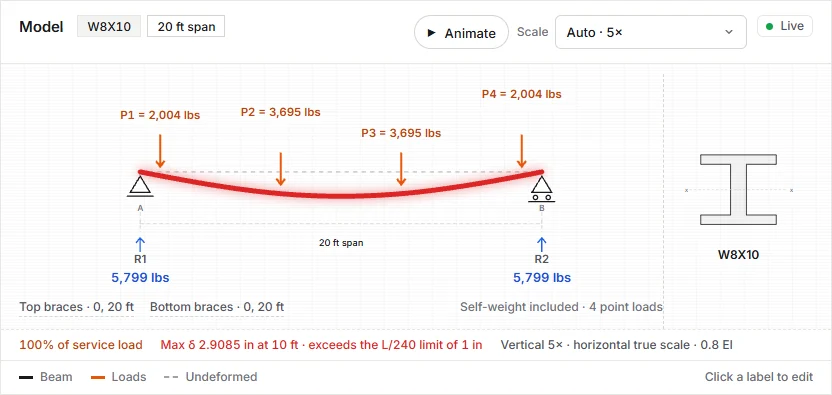 Model W8X10 20 ft span Animate Scale Auto · 5× Live
P4 = 2,004 lbs
P2 = 3,695 lbs
P1 = 2,004 lbs
P3 = 3,695 lbs
x x
A B
20 ft span
W8X10
R1 R2
5,799 lbs 5,799 lbs
Top braces · 0, 20 ft Bottom braces · 0, 20 ft Self-weight included · 4 point loads
100% of service load Max δ 2.9085 in at 10 ft · exceeds the L/240 limit of 1 in Vertical 5× · horizontal true scale · 0.8 EI
Beam Loads Undeformed Click a label to edit